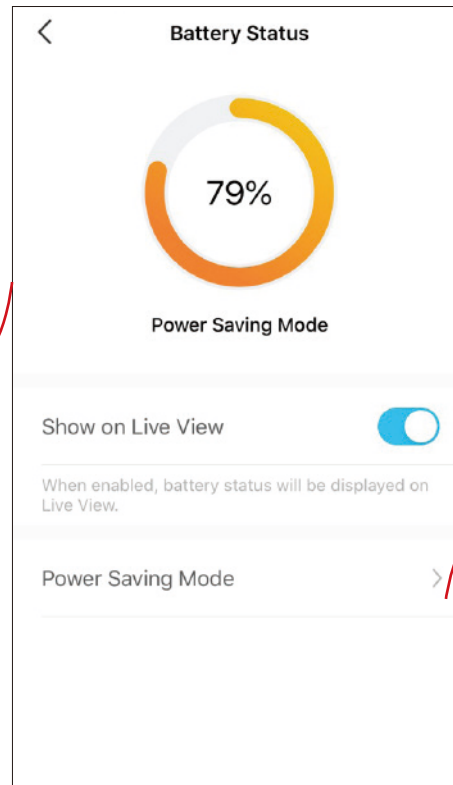 Battery Status
79%
Power Saving Mode
Show on Live View
When enabled, battery status will be displayed on
Live View.
Power Saving Mode